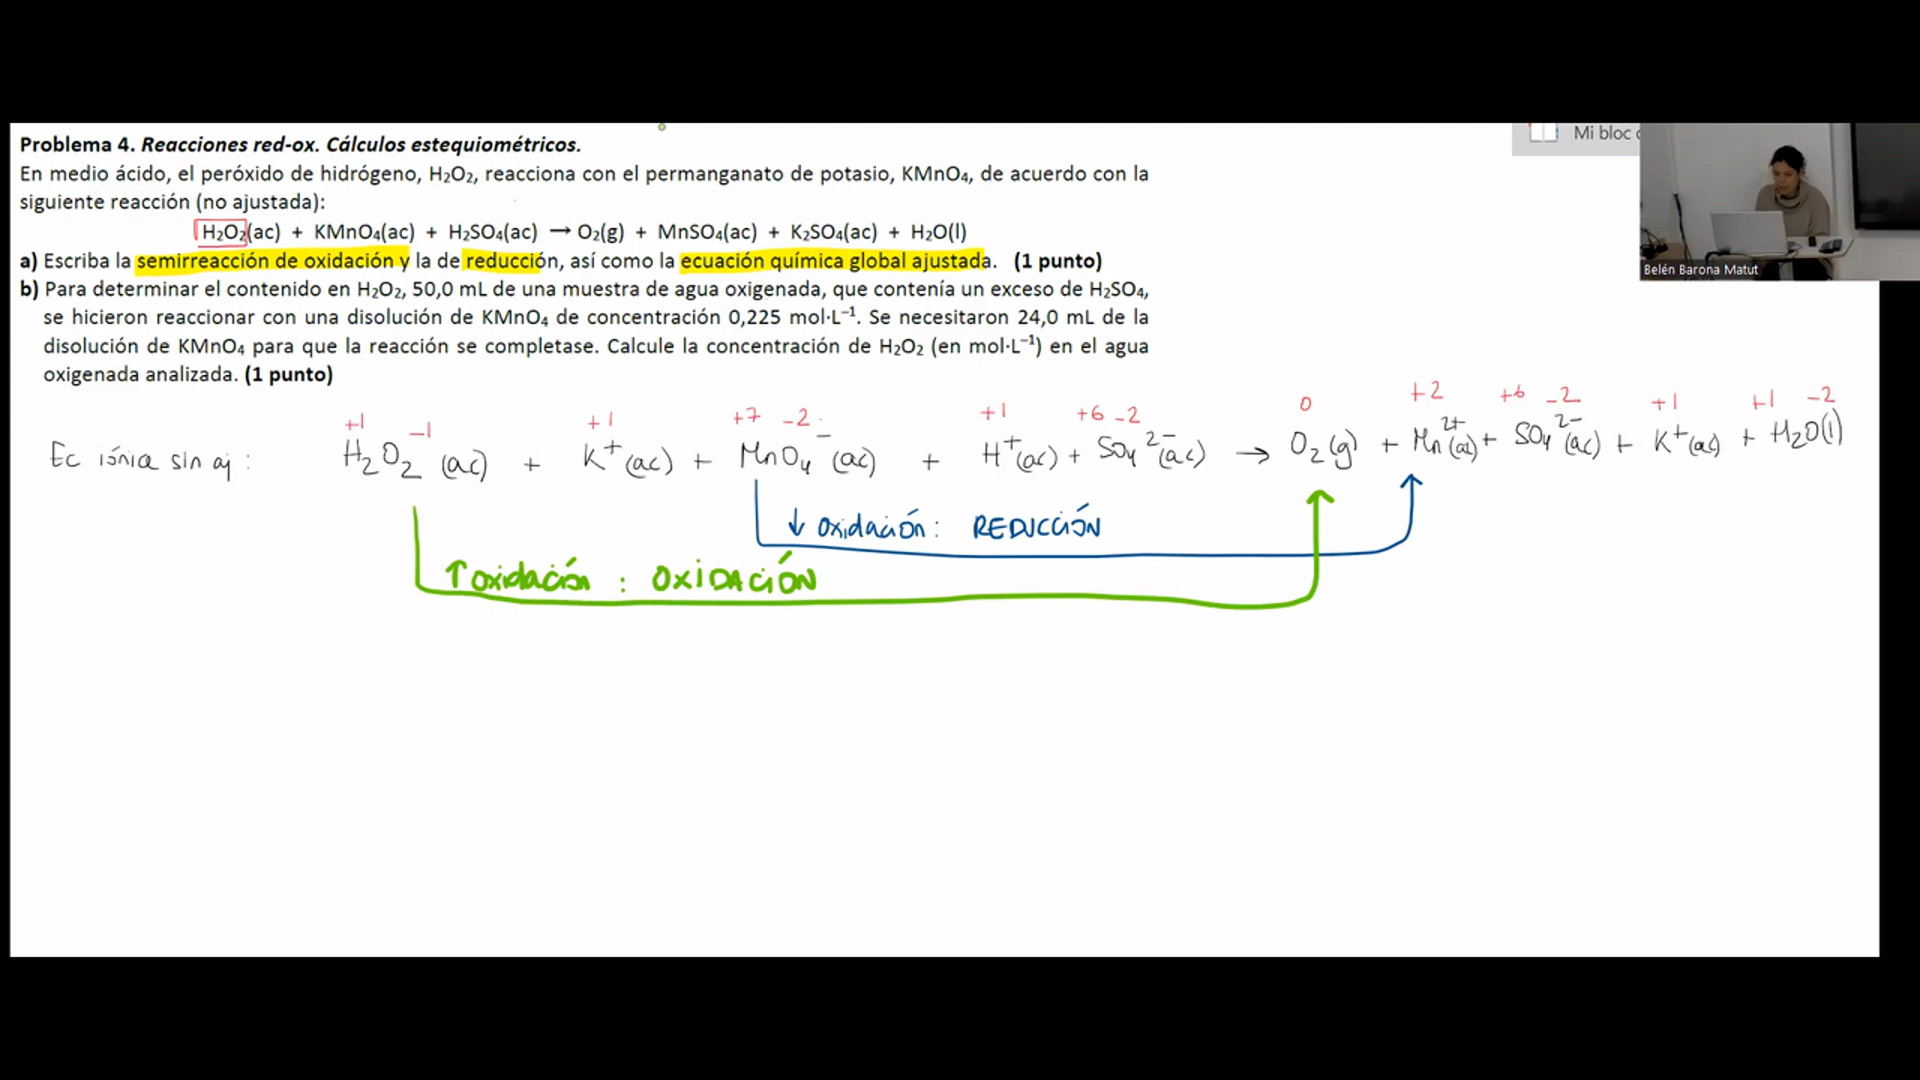 Problema 4. Reacciones red-ox. Cálculos estequiométricos.
En medio ácido, el peróxido de hidrógeno, H₂O₂, reacciona con el permanganato de potasio, KMnO₄, de acuerdo con la
siguiente reacción (no ajustada):
H₂O₂(ac) + KMnO₄(ac) + H₂SO₄(ac) → O₂(g) + MnSO₄(ac) + K₂SO₄(ac) + H₂O(l)
a) Escriba la semirreacción de oxidación y la de reducción, así como la ecuación química global ajustada. (1 punto)
b) Para determinar el contenido en H₂O₂, 50,0 mL de una muestra de agua oxigenada, que contenía un exceso de H₂SO₄,
se hicieron reaccionar con una disolución de KMnO₄ de concentración 0,225 mol·L⁻¹. Se necesitaron 24,0 mL de la
disolución de KMnO₄ para que la reacción se completase. Calcule la concentración de H₂O₂ (en mol·L⁻¹) en el agua
oxigenada analizada. (1 punto)
Mi bloc
Belén Barona Matut
+1 -1 +1 +7 -2 +1 +6 -2 0 +2 +6 -2 +1 +1 -2
Ec iónica sin aj: H₂O₂ (ac) + K⁺(ac) + MnO₄⁻(ac) + H⁺(ac) + SO₄²⁻(ac) → O₂(g) + Mn²⁺(ac) + SO₄²⁻(ac) + K⁺(ac) + H₂O(l)
↓ oxidación: REDUCCIÓN
↑ oxidación: OXIDACIÓN